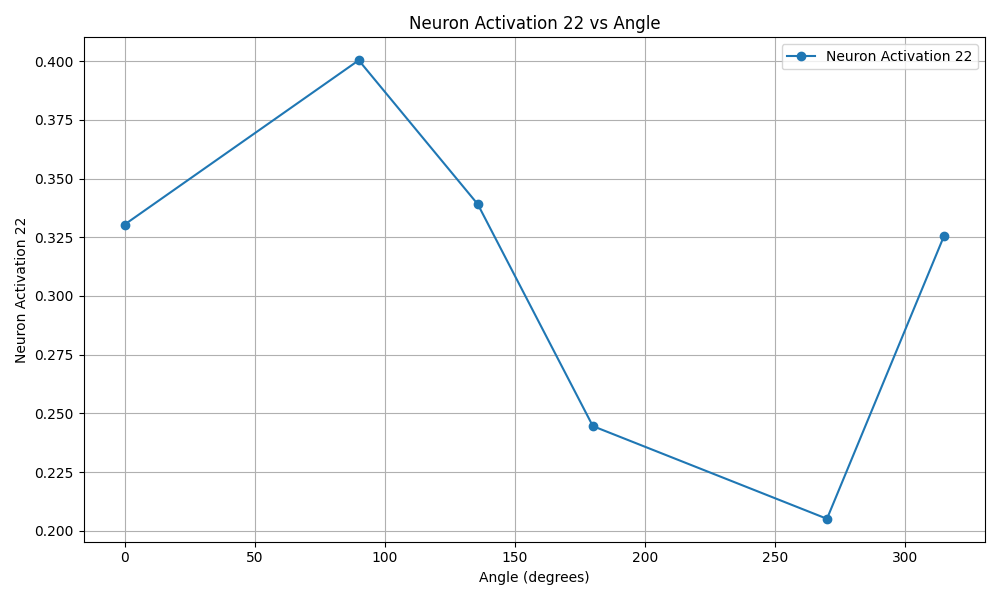 Neuron Activation 22 vs Angle
Neuron Activation 22
0.400
0.375
0.350
0.325
0.300
0.275
0.250
0.225
0.200
Neuron Activation 22
0 50 100 150 200 250 300
Angle (degrees)